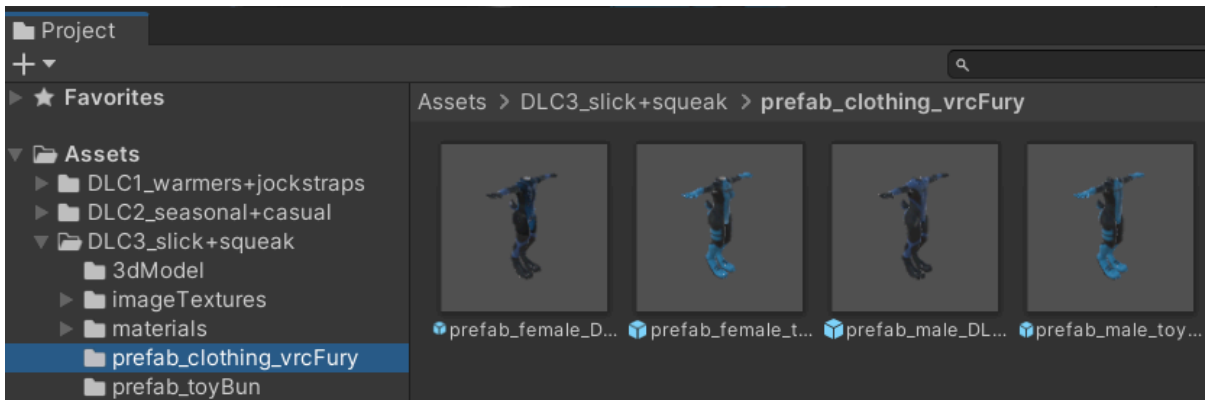 Project
Favorites
Assets
DLC1_warmers+jockstraps
DLC2_seasonal+casual
DLC3_slick+squeak
3dModel
imageTextures
materials
prefab_clothing_vrcFury
prefab_toyBun
Assets > DLC3_slick+squeak > prefab_clothing_vrcFury
prefab_female_D... prefab_female_t... prefab_male_DL... prefab_male_toy...